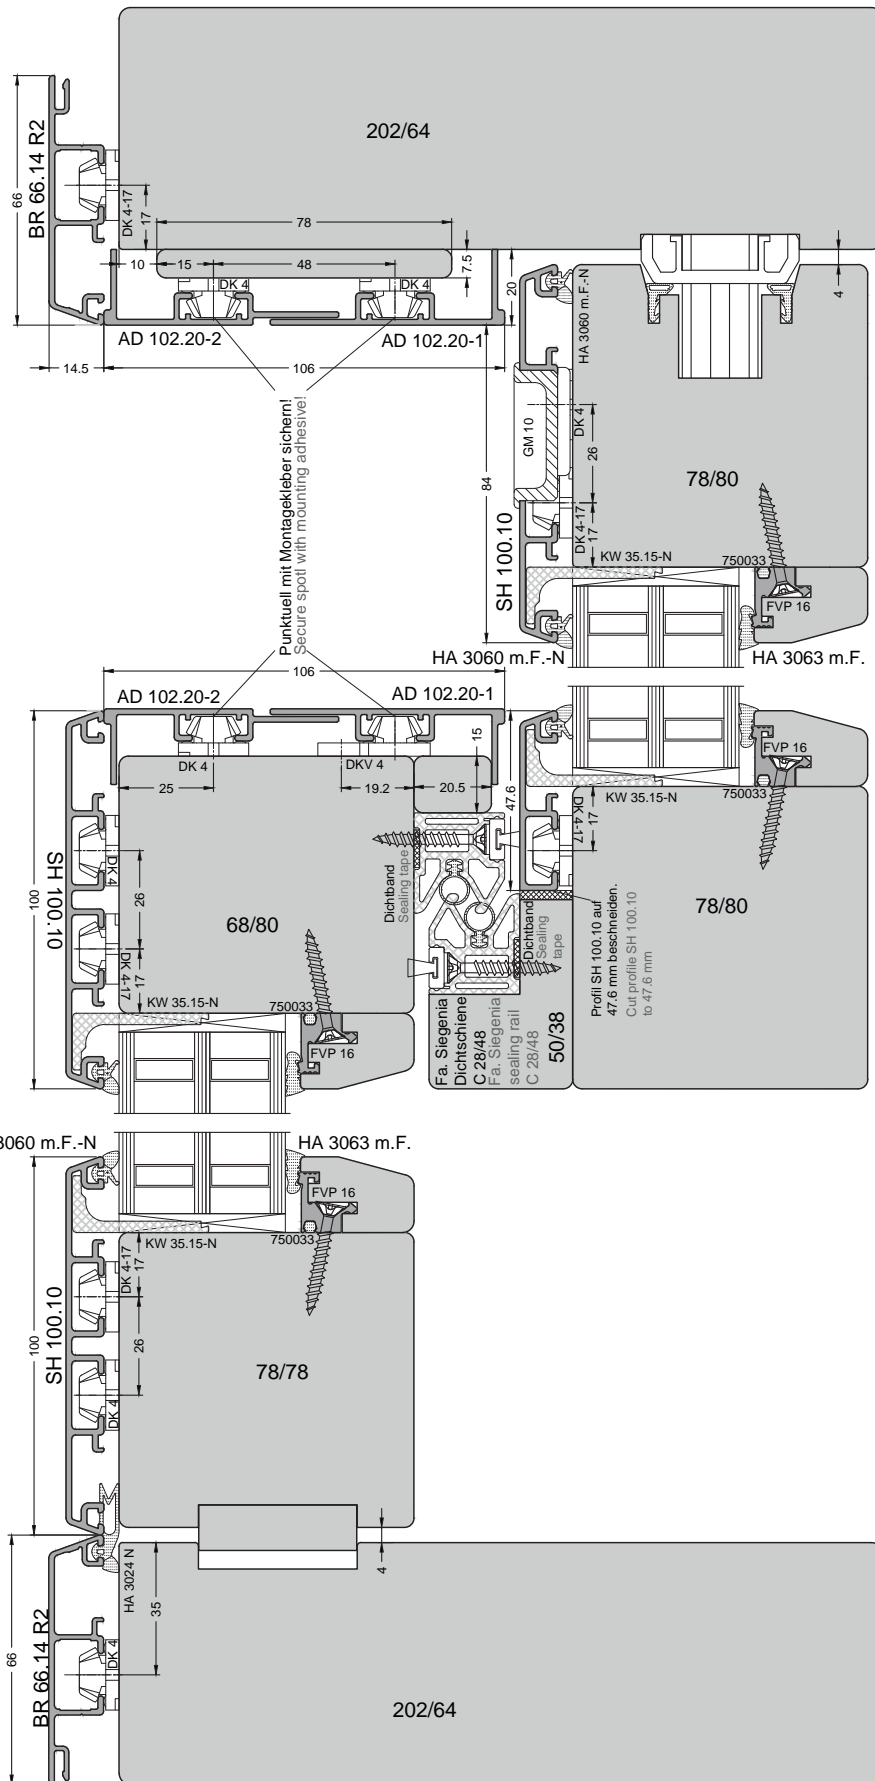 202/64
BR 66.14 R2
66
DK 4-17
17
78
10
15
48
7.5
20
4
DK 4
DK 4
HA 3060 m.F.-N
AD 102.20-2
AD 102.20-1
14.5
106
Punktuell mit Montagekleber sichern!
Secure spotl with mounting adhesive!
84
GM 10
DK 4
26
78/80
SH 100.10
DK 4-17
17
KW 35.15-N
750033
FVP 16
HA 3060 m.F.-N
HA 3063 m.F.
106
AD 102.20-2
AD 102.20-1
15
DK 4
DKV 4
FVP 16
25
19.2
20.5
47.6
KW 35.15-N
750033
DK 4-17
17
100
SH 100.10
DK 4
26
68/80
Dichtband
Sealing tape
78/80
DK 4-17
17
Dichtband
Sealing
tape
Profil SH 100.10 auf
47.6 mm beschneiden.
Cut profile SH 100.10
to 47.6 mm
KW 35.15-N
750033
FVP 16
Fa. Siegenia
Dichtschiene
C 28/48
Fa. Siegenia
sealing rail
C 28/48
50/38
3060 m.F.-N
HA 3063 m.F.
FVP 16
KW 35.15-N
750033
DK 4-17
17
100
SH 100.10
26
78/78
DK 4
HA 3024 N
4
35
66
BR 66.14 R2
DK 4
202/64